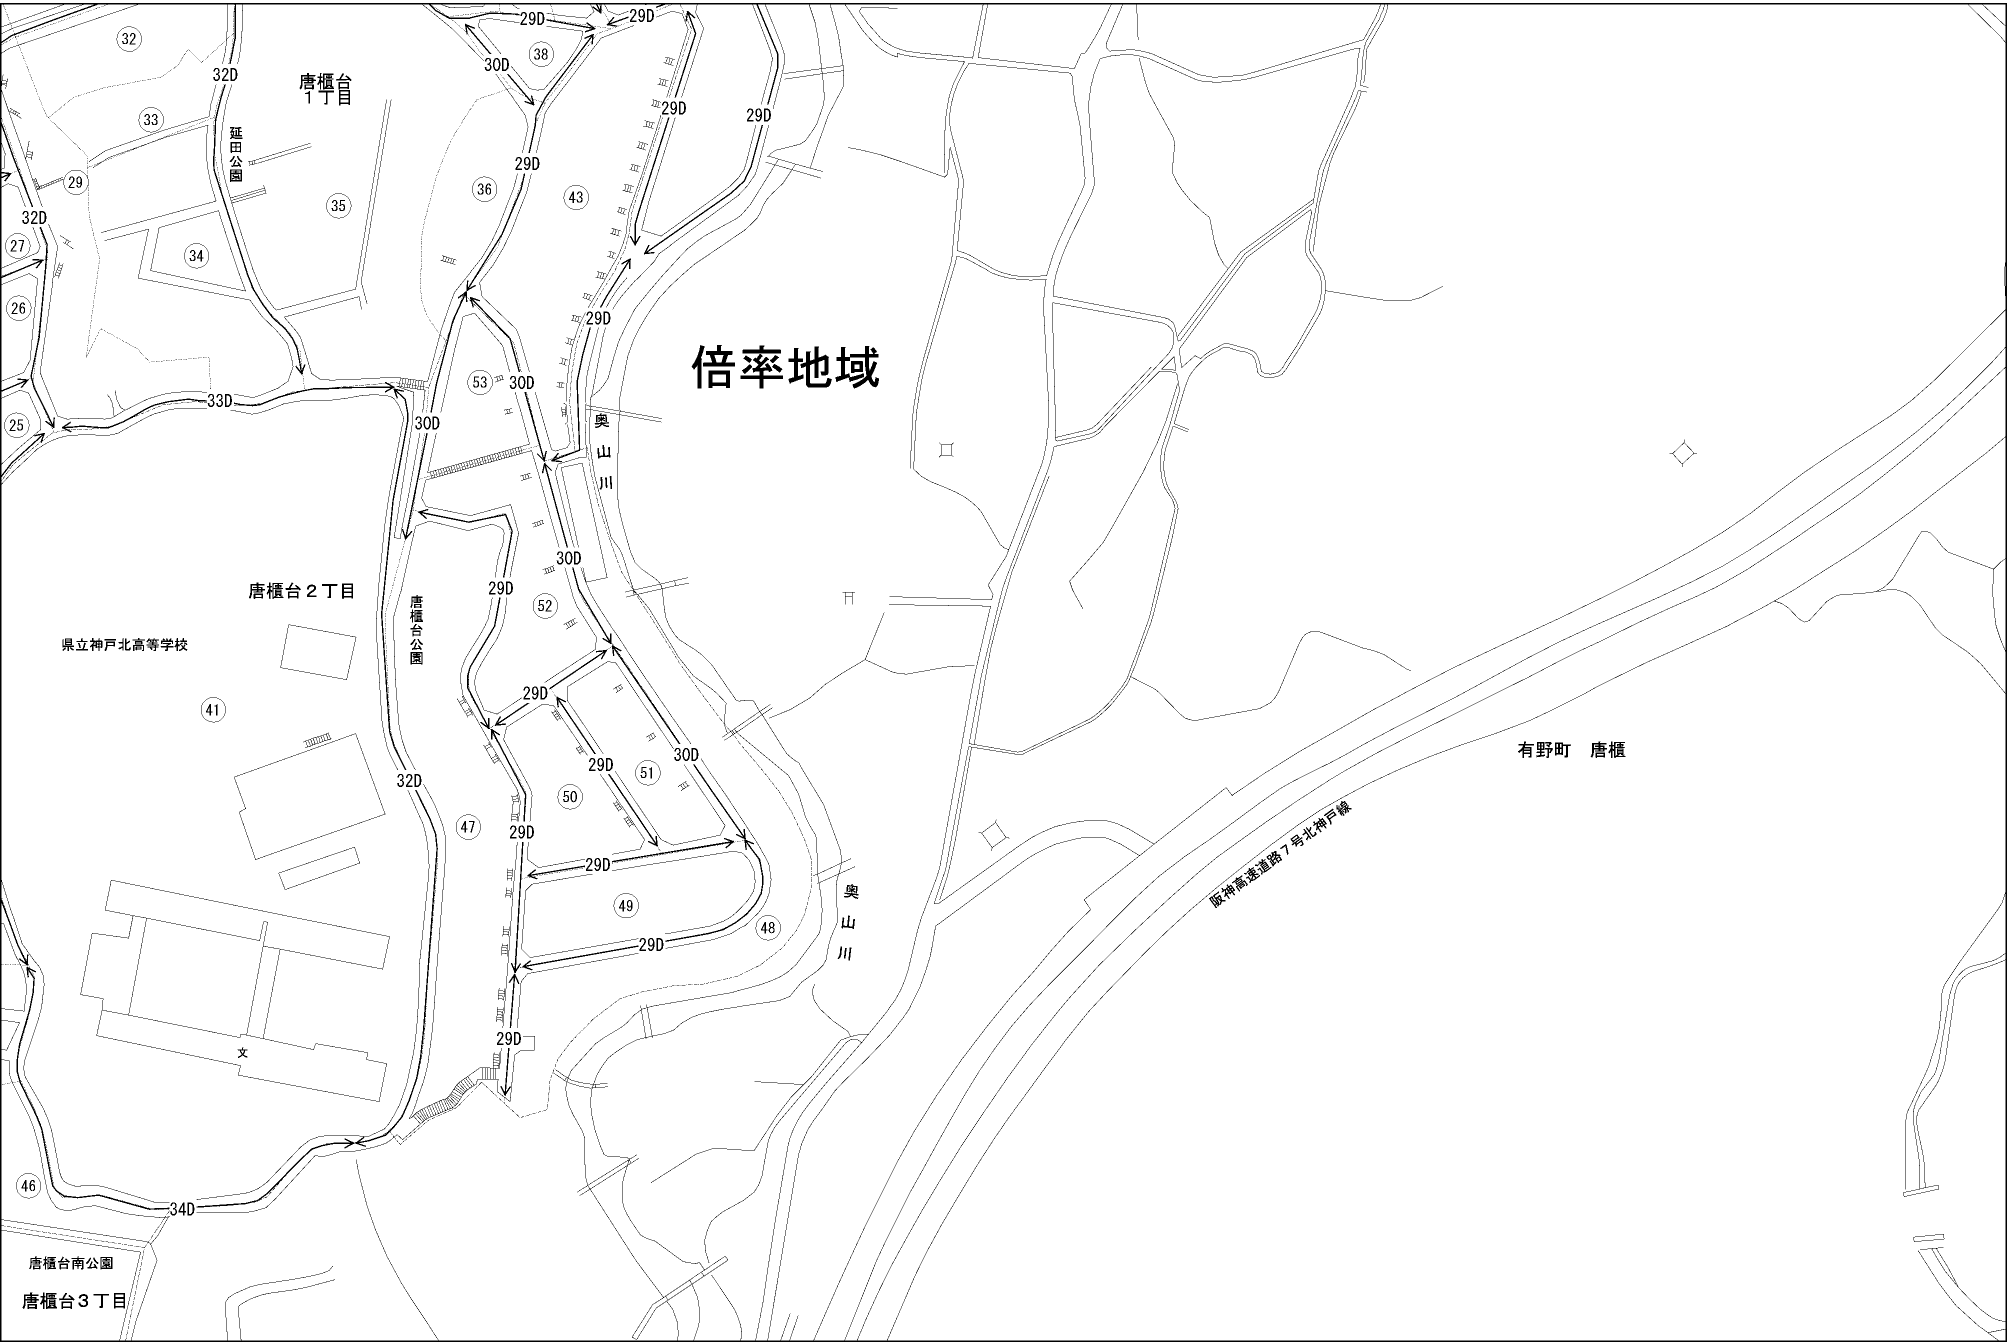 29D
29D
32
38
30D
32D
唐櫃台
１丁目
29D
29D
33
延田公園
29D
29
36
43
35
32D
27
34
26
29D
倍率地域
53
30D
33D
25
30D
奥山川
30D
29D
唐櫃台２丁目
唐櫃台公園
52
県立神戸北高等学校
29D
41
有野町　唐櫃
30D
29D
51
32D
50
阪神高速道路７号北神戸線
47
29D
29D
奥山川
49
48
29D
29D
文
46
34D
唐櫃台南公園
唐櫃台３丁目